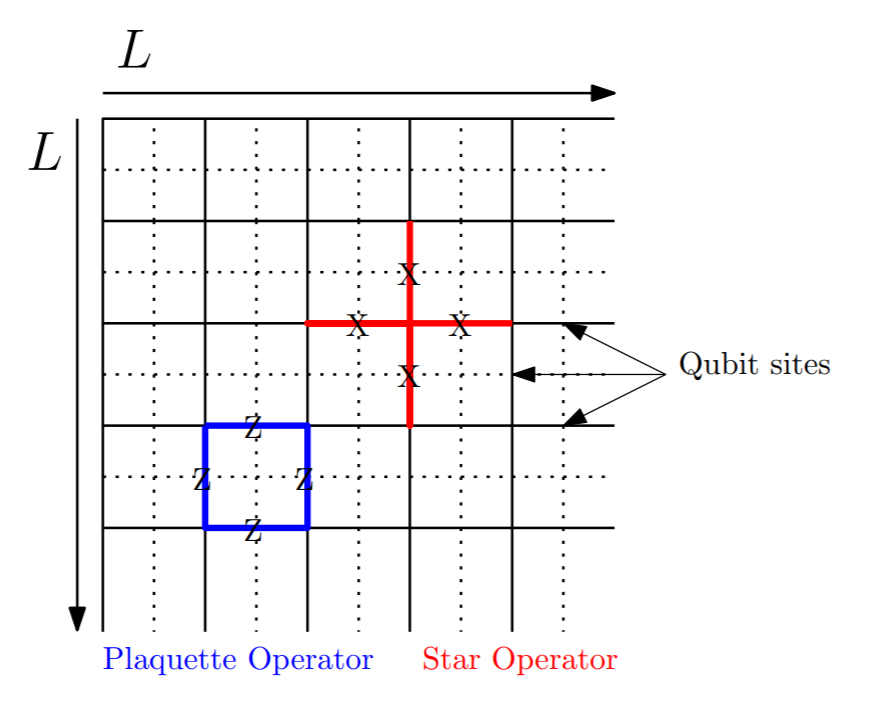 L
L
X
X X
Qubit sites
X
Z
Z Z
Z
Plaquette Operator Star Operator